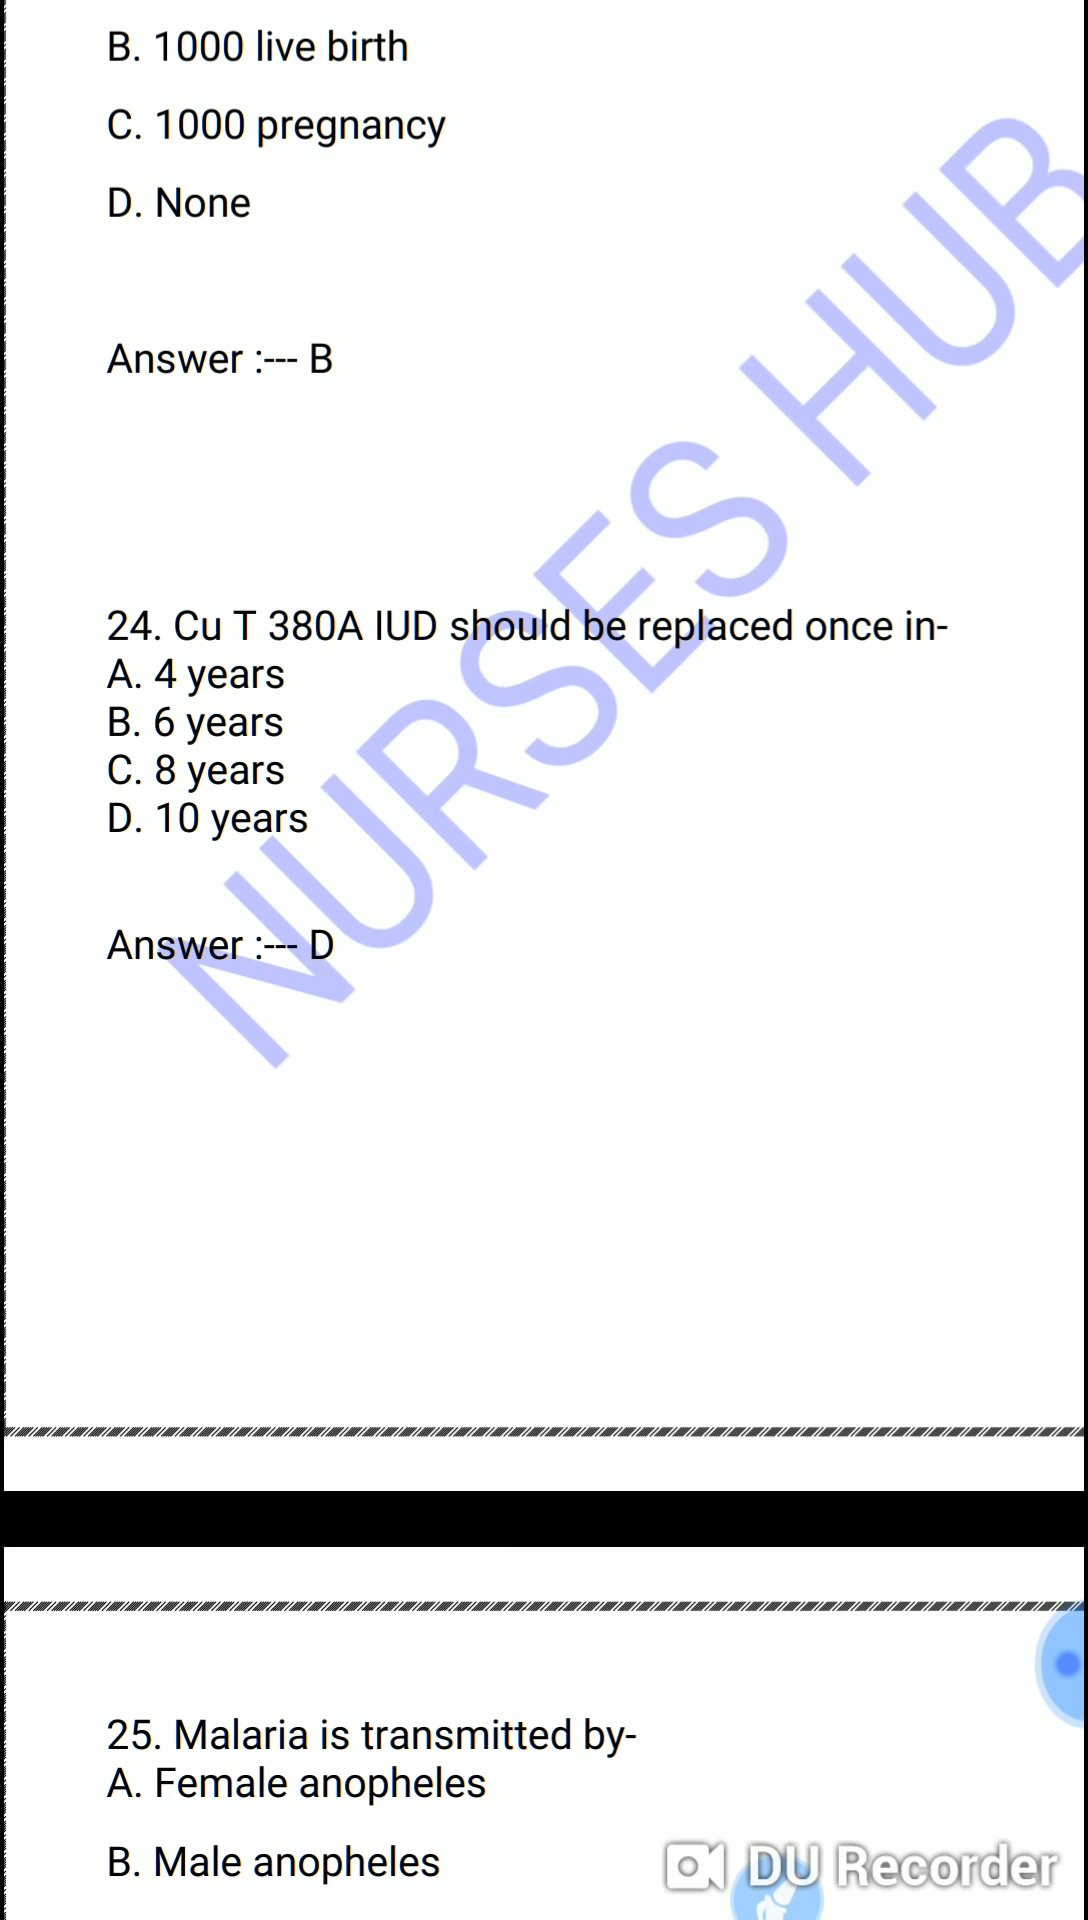 B. 1000 live birth
C. 1000 pregnancy
D. None
Answer :--- B
24. Cu T 380A IUD should be replaced once in-
A. 4 years
B. 6 years
C. 8 years
D. 10 years
Answer :--- D
NURSES HUB
25. Malaria is transmitted by-
A. Female anopheles
B. Male anopheles
DU Recorder